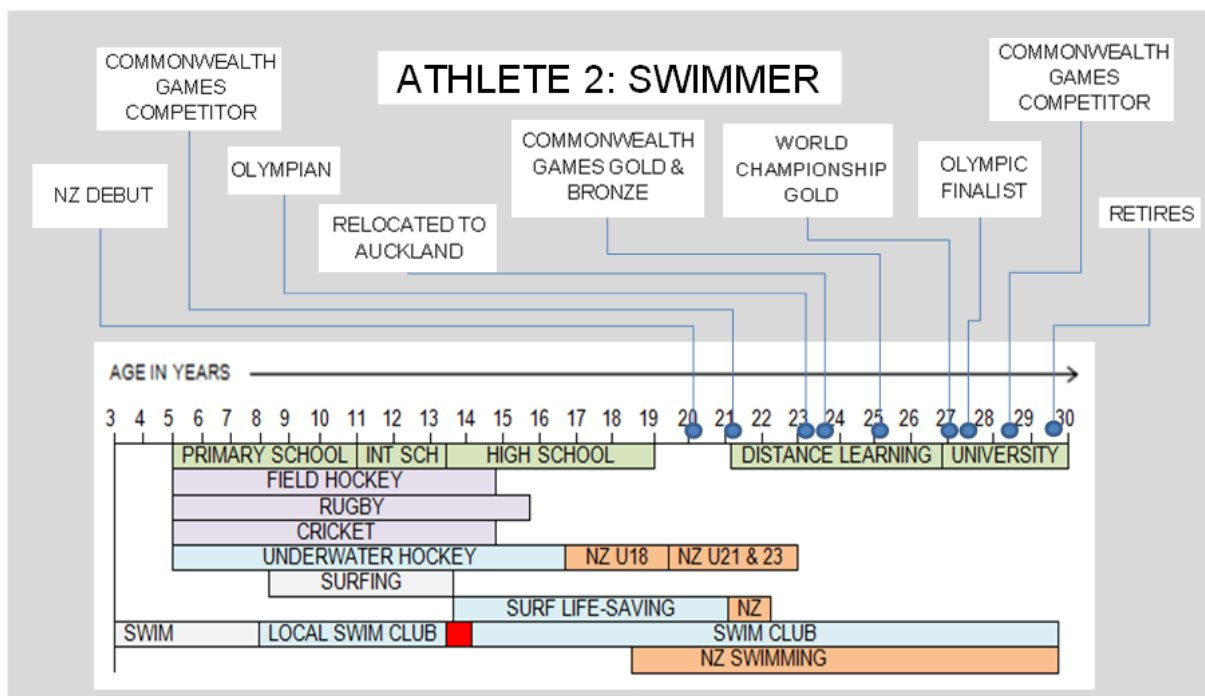 COMMONWEALTH
GAMES
COMPETITOR
ATHLETE 2: SWIMMER
COMMONWEALTH
GAMES
COMPETITOR
NZ DEBUT
OLYMPIAN
RELOCATED TO
AUCKLAND
COMMONWEALTH
GAMES GOLD &
BRONZE
WORLD
CHAMPIONSHIP
GOLD
OLYMPIC
FINALIST
RETIRES
AGE IN YEARS
3 4 5 6 7 8 9 10 11 12 13 14 15 16 17 18 19 20 21 22 23 24 25 26 27 28 29 30
PRIMARY SCHOOL INT SCH HIGH SCHOOL DISTANCE LEARNING UNIVERSITY
FIELD HOCKEY
RUGBY
CRICKET
UNDERWATER HOCKEY NZ U18 NZ U21 & 23
SURFING
SURF LIFE-SAVING NZ
SWIM LOCAL SWIM CLUB SWIM CLUB
NZ SWIMMING